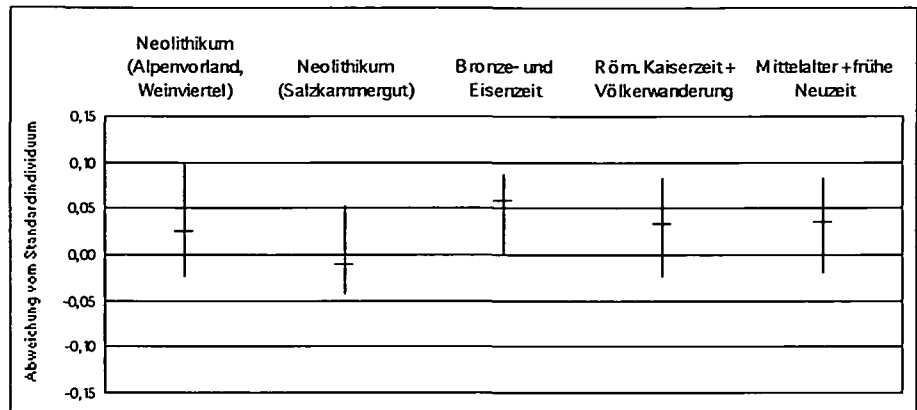 Neolithikum
(Alpenvorland,
Weinviertel)
Neolithikum
(Salzkammergut)
Bronze- und
Eisenzeit
Röm. Kaiserzeit +
Völkerwanderung
Mittelalter + frühe
Neuzeit
Abweichung vom Standardindividuum
0,15
0,10
0,05
0,00
-0,05
-0,10
-0,15